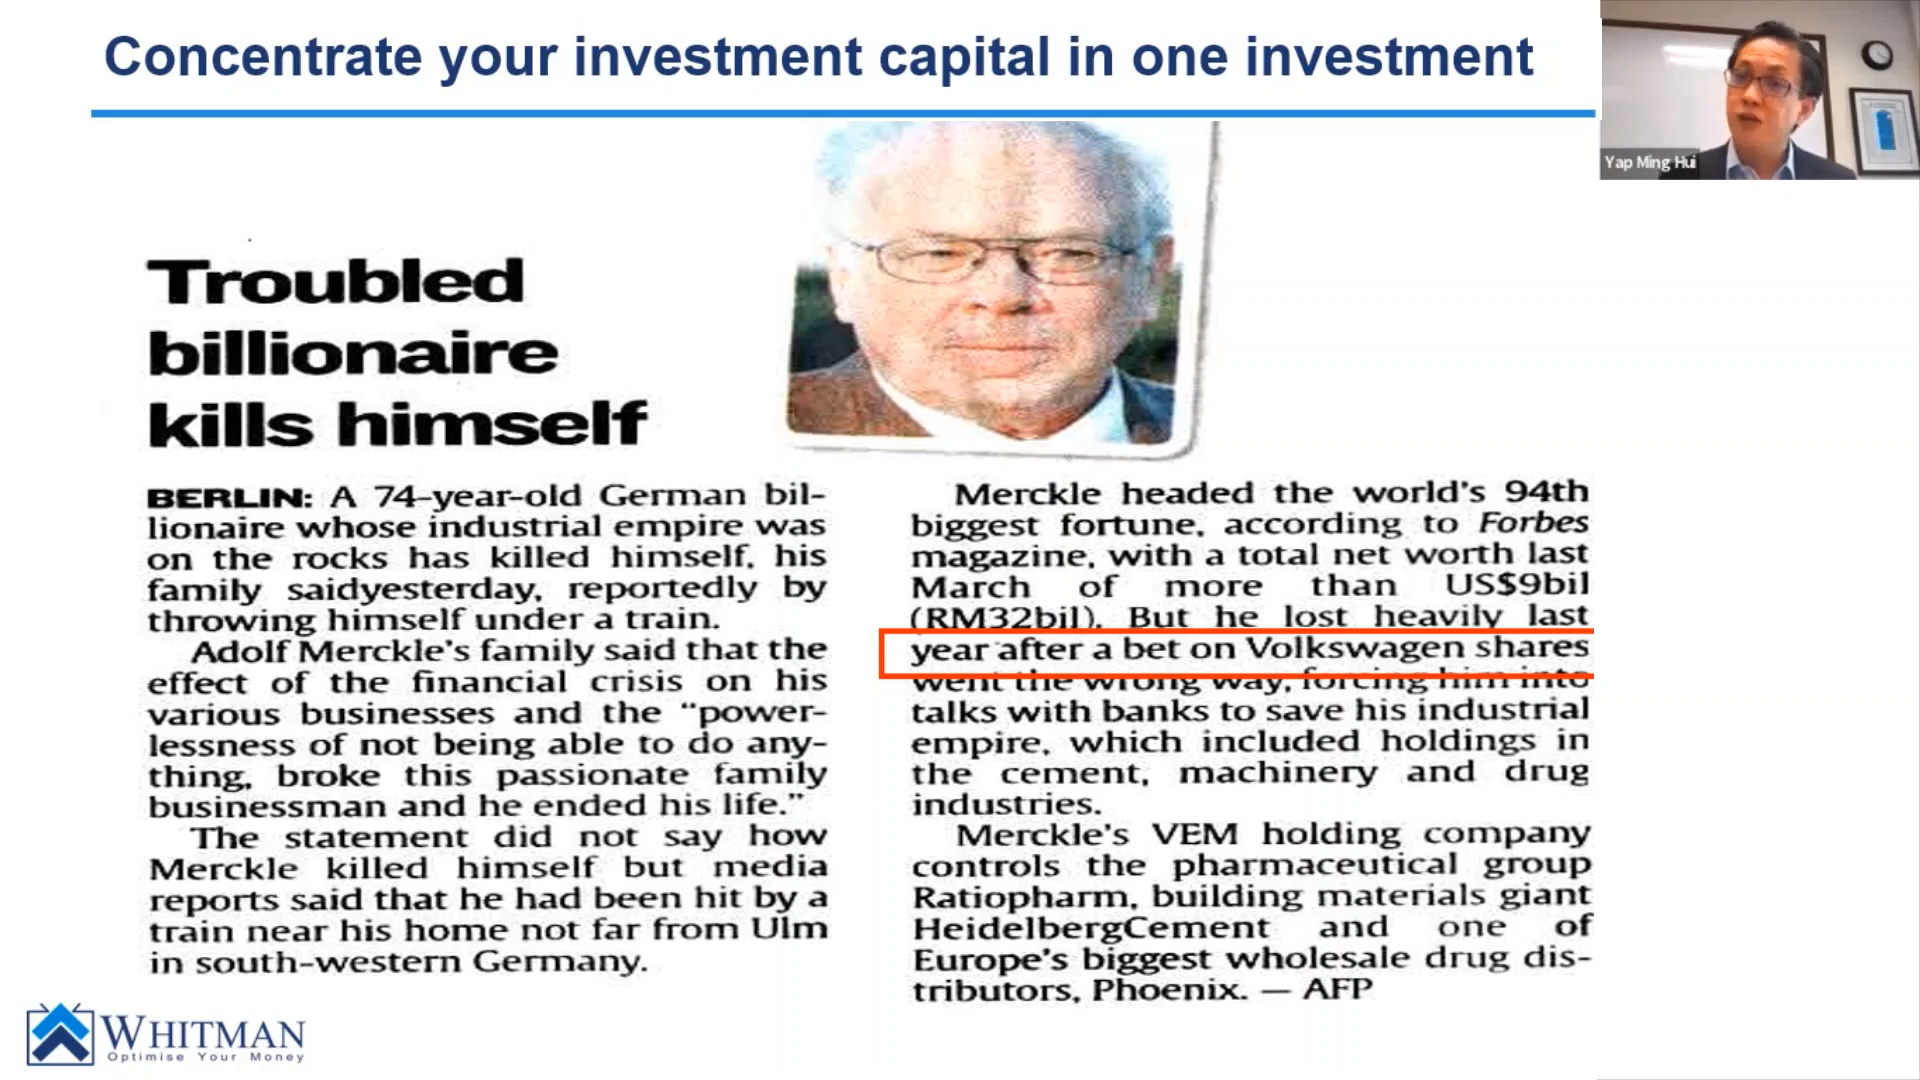 Concentrate your investment capital in one investment
Yap Ming Hui
Troubled
billionaire
kills himself
BERLIN: A 74-year-old German bil-
lionaire whose industrial empire was
on the rocks has killed himself, his
family saidyesterday, reportedly by
throwing himself under a train.
Adolf Merckle's family said that the
effect of the financial crisis on his
various businesses and the “power-
lessness of not being able to do any-
thing, broke this passionate family
businessman and he ended his life.”
The statement did not say how
Merckle killed himself but media
reports said that he had been hit by a
train near his home not far from Ulm
in south-western Germany.
Merckle headed the world's 94th
biggest fortune, according to Forbes
magazine, with a total net worth last
March of more than US$9bil
(RM32bil). But he lost heavily last
year after a bet on Volkswagen shares
went the wrong way, forcing him into
talks with banks to save his industrial
empire, which included holdings in
the cement, machinery and drug
industries.
Merckle's VEM holding company
controls the pharmaceutical group
Ratiopharm, building materials giant
HeidelbergCement and one of
Europe's biggest wholesale drug dis-
tributors, Phoenix. — AFP
WHITMAN
Optimise Your Money